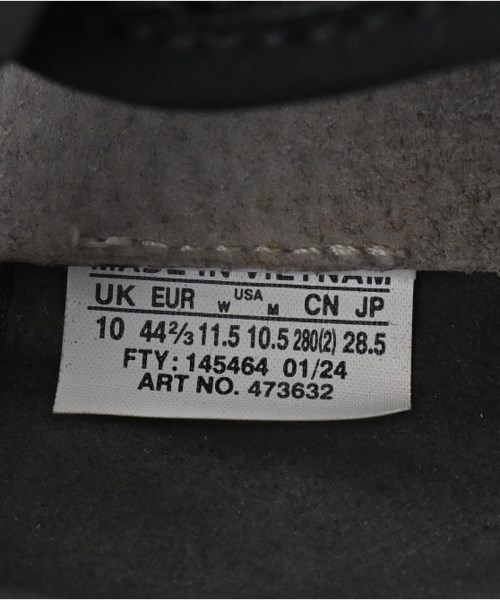 MADE IN VIETNAM
UK EUR W USA M CN JP
10 44⅔ 11.5 10.5 280(2) 28.5
FTY: 145464 01/24
ART NO. 473632